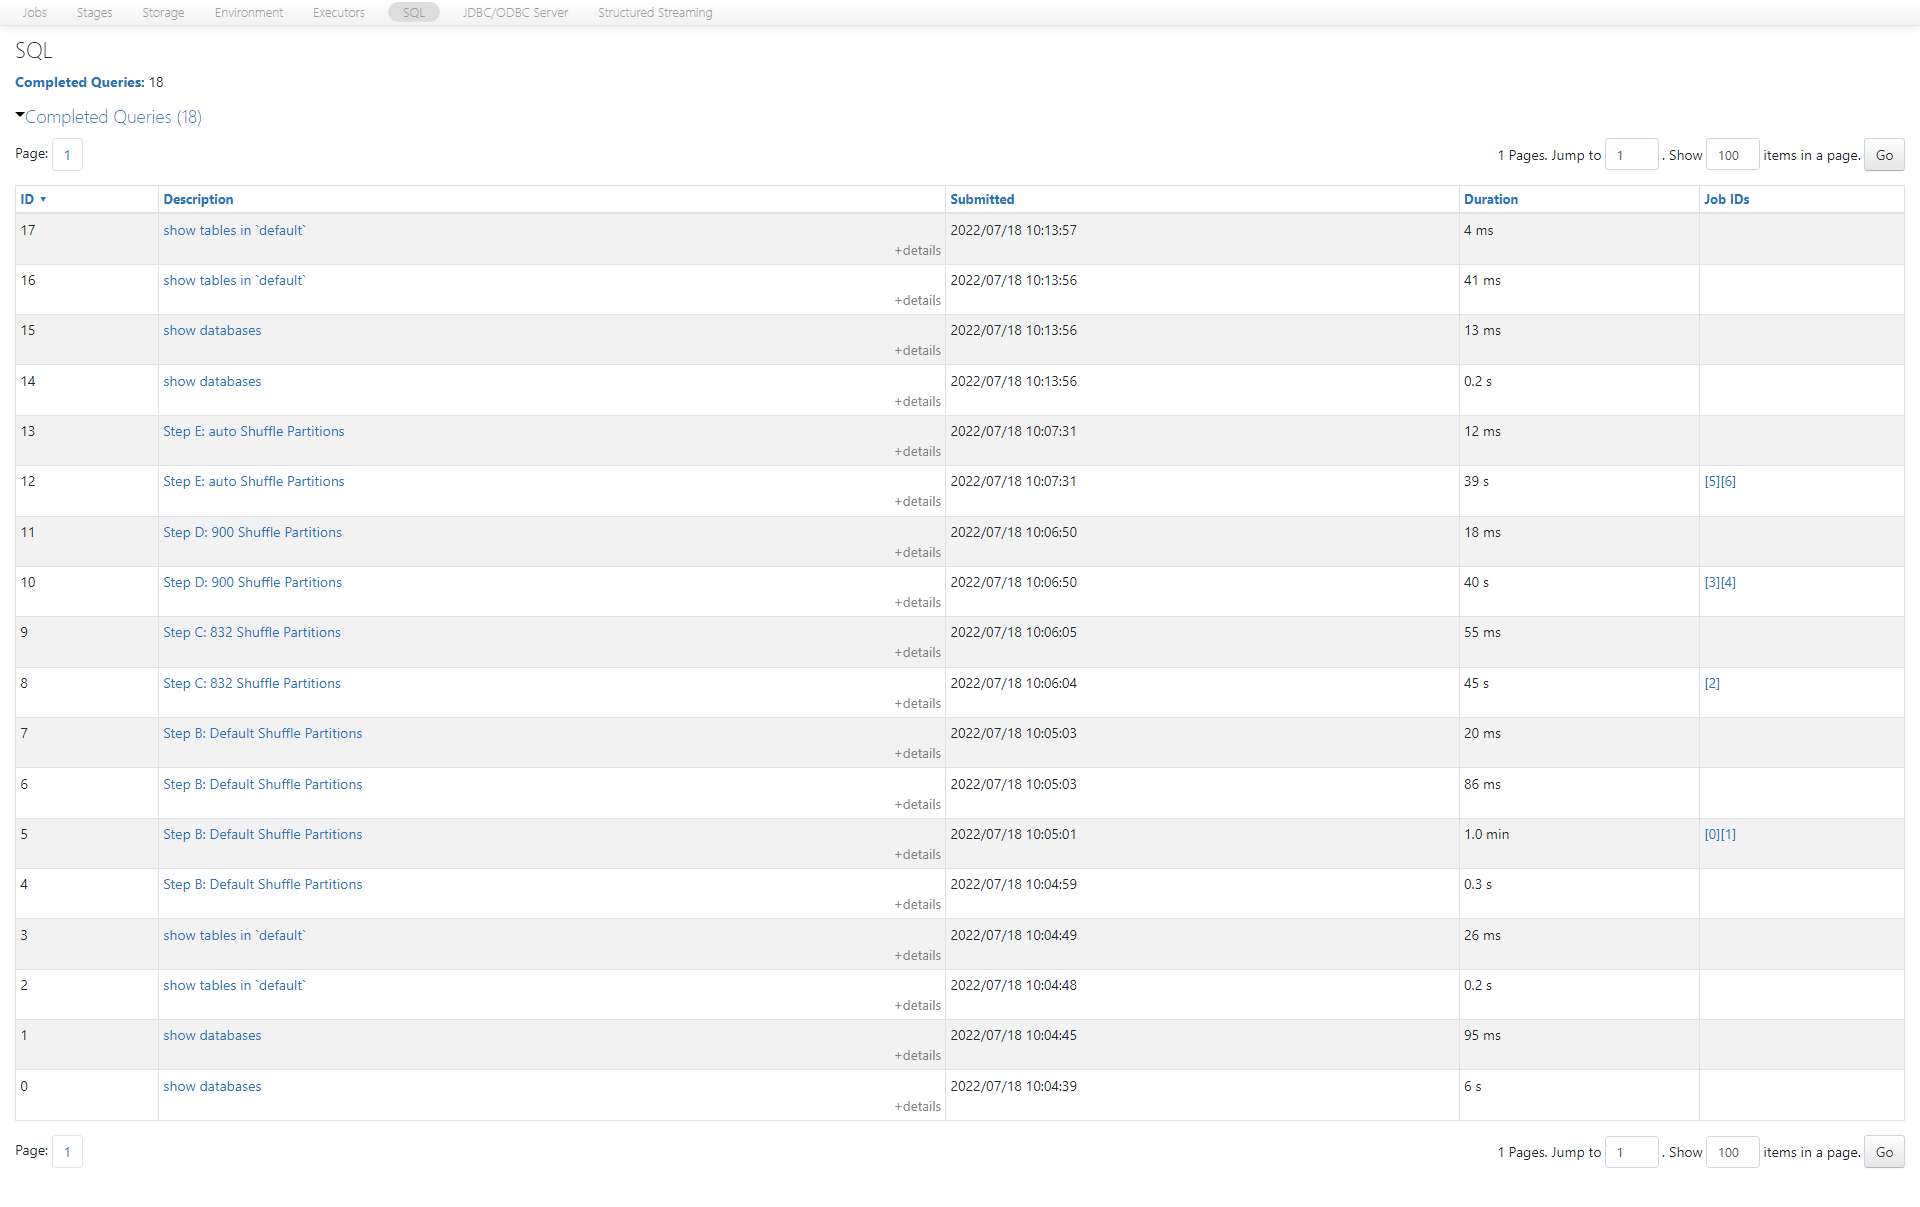 Jobs Stages Storage Environment Executors SQL JDBC/ODBC Server Structured Streaming
SQL
Completed Queries: 18
Completed Queries (18)
Page: 1 1 Pages. Jump to 1 . Show 100 items in a page. Go
ID ▾ Description Submitted Duration Job IDs
17 show tables in `default` 2022/07/18 10:13:57 4 ms
+details
16 show tables in `default` 2022/07/18 10:13:56 41 ms
+details
15 show databases 2022/07/18 10:13:56 13 ms
+details
14 show databases 2022/07/18 10:13:56 0.2 s
+details
13 Step E: auto Shuffle Partitions 2022/07/18 10:07:31 12 ms
+details
12 Step E: auto Shuffle Partitions 2022/07/18 10:07:31 39 s [5][6]
+details
11 Step D: 900 Shuffle Partitions 2022/07/18 10:06:50 18 ms
+details
10 Step D: 900 Shuffle Partitions 2022/07/18 10:06:50 40 s [3][4]
+details
9 Step C: 832 Shuffle Partitions 2022/07/18 10:06:05 55 ms
+details
8 Step C: 832 Shuffle Partitions 2022/07/18 10:06:04 45 s [2]
+details
7 Step B: Default Shuffle Partitions 2022/07/18 10:05:03 20 ms
+details
6 Step B: Default Shuffle Partitions 2022/07/18 10:05:03 86 ms
+details
5 Step B: Default Shuffle Partitions 2022/07/18 10:05:01 1.0 min [0][1]
+details
4 Step B: Default Shuffle Partitions 2022/07/18 10:04:59 0.3 s
+details
3 show tables in `default` 2022/07/18 10:04:49 26 ms
+details
2 show tables in `default` 2022/07/18 10:04:48 0.2 s
+details
1 show databases 2022/07/18 10:04:45 95 ms
+details
0 show databases 2022/07/18 10:04:39 6 s
+details
Page: 1 1 Pages. Jump to 1 . Show 100 items in a page. Go